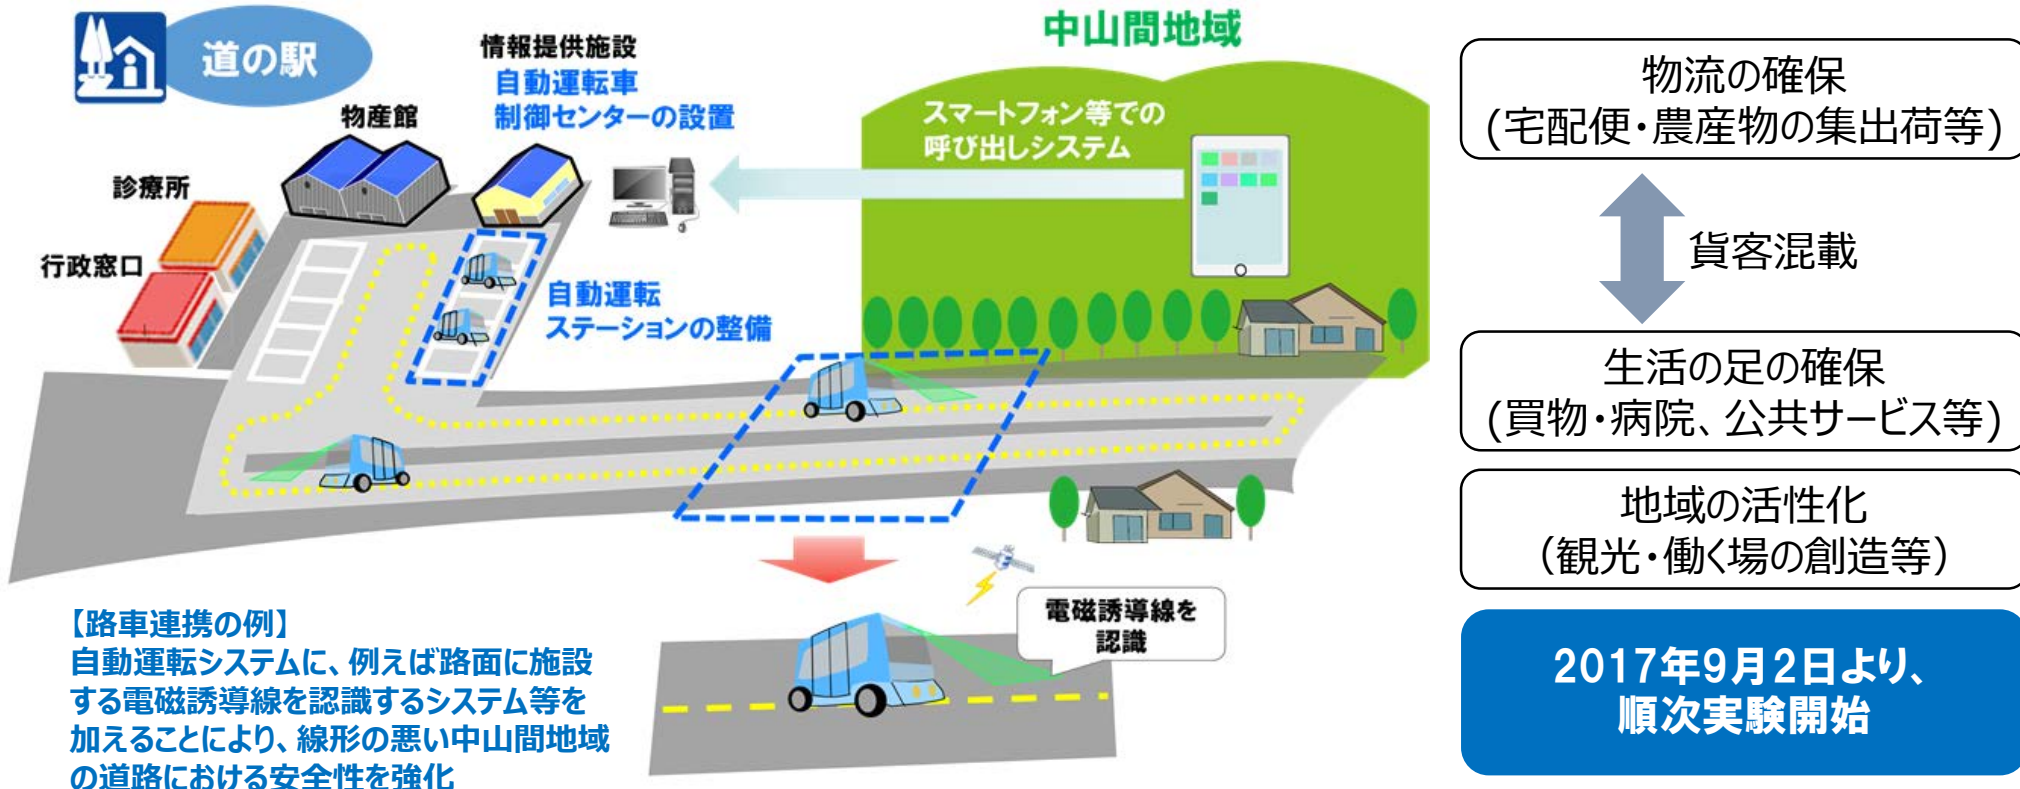 道の駅
情報提供施設
自動運転車
制御センターの設置
物産館
診療所
行政窓口
自動運転
ステーションの整備
中山間地域
スマートフォン等での
呼び出しシステム
電磁誘導線を
認識
【路車連携の例】
自動運転システムに、例えば路面に施設
する電磁誘導線を認識するシステム等を
加えることにより、線形の悪い中山間地域
の道路における安全性を強化
物流の確保
(宅配便・農産物の集出荷等)
貨客混載
生活の足の確保
(買物・病院、公共サービス等)
地域の活性化
（観光・働く場の創造等）
2017年9月2日より、
順次実験開始